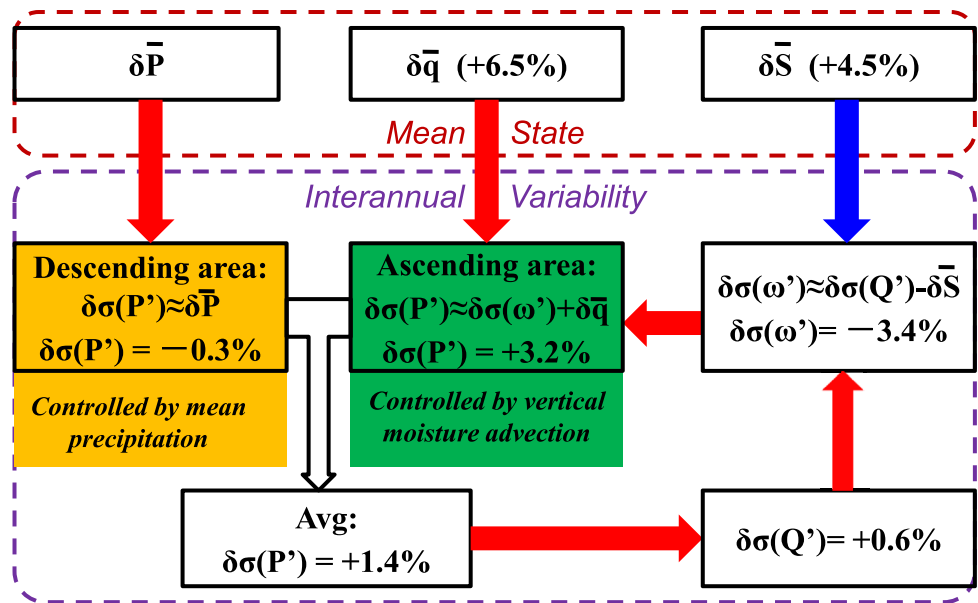 δP̅
δq̅ (+6.5%)
δS̅ (+4.5%)
Mean State
Interannual Variability
Descending area:
δσ(P’)≈δP̅
δσ(P’) = −0.3%
Controlled by mean
precipitation
Ascending area:
δσ(P’)≈δσ(ω’)+δq̅
δσ(P’) = +3.2%
Controlled by vertical
moisture advection
δσ(ω’)≈δσ(Q’)-δS̅
δσ(ω’)= −3.4%
Avg:
δσ(P’) = +1.4%
δσ(Q’)= +0.6%